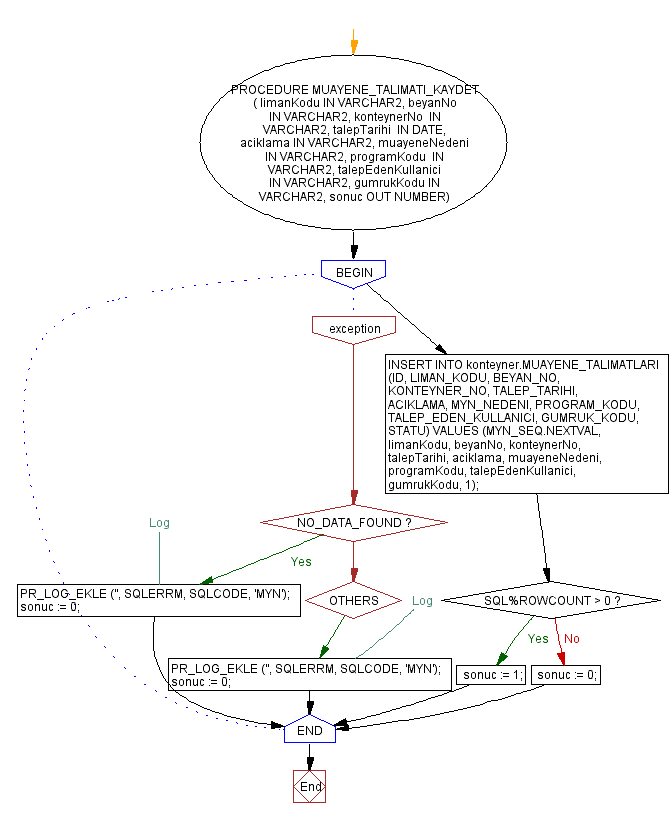 PROCEDURE MUAYENE_TALIMATI_KAYDET
( limanKodu IN VARCHAR2, beyanNo
IN VARCHAR2, konteynerNo  IN
VARCHAR2, talepTarihi  IN DATE,
aciklama IN VARCHAR2, muayeneNedeni
IN VARCHAR2, programKodu  IN
VARCHAR2, talepEdenKullanici
IN VARCHAR2, gumrukKodu IN
VARCHAR2, sonuc OUT NUMBER)
BEGIN
exception
INSERT INTO konteyner.MUAYENE_TALIMATLARI
(ID, LIMAN_KODU, BEYAN_NO,
KONTEYNER_NO, TALEP_TARIHI,
ACIKLAMA, MYN_NEDENI, PROGRAM_KODU,
TALEP_EDEN_KULLANICI, GUMRUK_KODU,
STATU) VALUES (MYN_SEQ.NEXTVAL,
limanKodu, beyanNo, konteynerNo,
talepTarihi, aciklama, muayeneNedeni,
programKodu, talepEdenKullanici,
gumrukKodu, 1);
NO_DATA_FOUND ?
Log
Yes
PR_LOG_EKLE ('', SQLERRM, SQLCODE, 'MYN');
sonuc := 0;
OTHERS
Log
SQL%ROWCOUNT > 0 ?
Yes
No
PR_LOG_EKLE ('', SQLERRM, SQLCODE, 'MYN');
sonuc := 0;
sonuc := 1;
sonuc := 0;
END
End